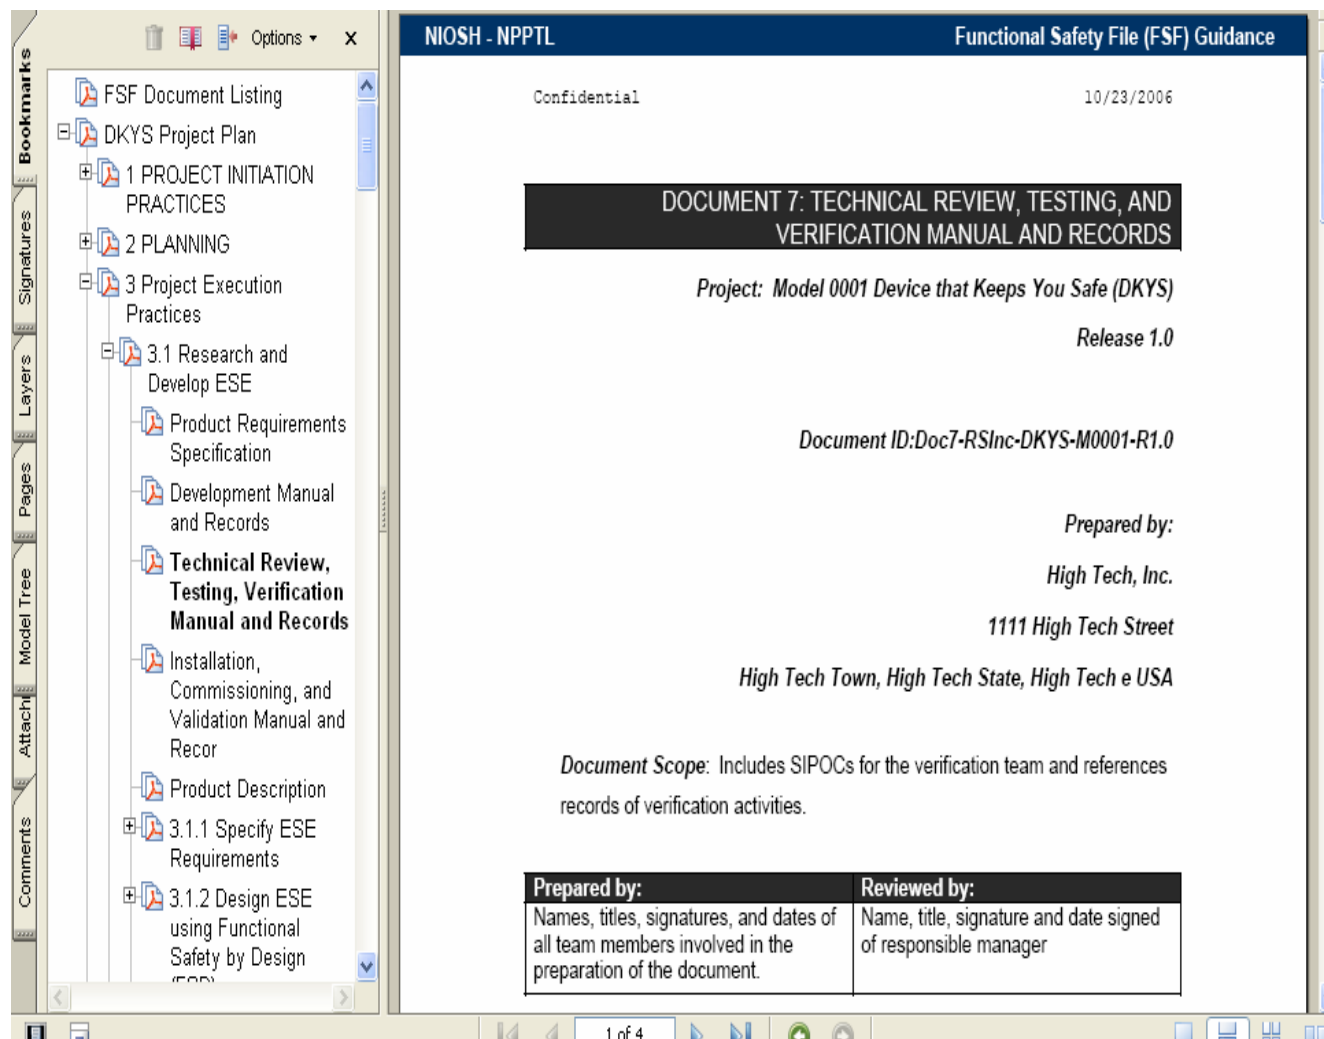 Options
x
Bookmarks
Signatures
Layers
Pages
Model Tree
Attach
Comments
FSF Document Listing
DKYS Project Plan
1 PROJECT INITIATION
PRACTICES
2 PLANNING
3 Project Execution
Practices
3.1 Research and
Develop ESE
Product Requirements
Specification
Development Manual
and Records
Technical Review,
Testing, Verification
Manual and Records
Installation,
Commissioning, and
Validation Manual and
Recor
Product Description
3.1.1 Specify ESE
Requirements
3.1.2 Design ESE
using Functional
Safety by Design
NIOSH - NPPTL Functional Safety File (FSF) Guidance
Confidential 10/23/2006
DOCUMENT 7: TECHNICAL REVIEW, TESTING, AND
VERIFICATION MANUAL AND RECORDS
Project: Model 0001 Device that Keeps You Safe (DKYS)
Release 1.0
Document ID:Doc7-RSInc-DKYS-M0001-R1.0
Prepared by:
High Tech, Inc.
1111 High Tech Street
High Tech Town, High Tech State, High Tech e USA
Document Scope: Includes SIPOCs for the verification team and references
records of verification activities.
Prepared by:
Names, titles, signatures, and dates of
all team members involved in the
preparation of the document.
Reviewed by:
Name, title, signature and date signed
of responsible manager
1 of 4